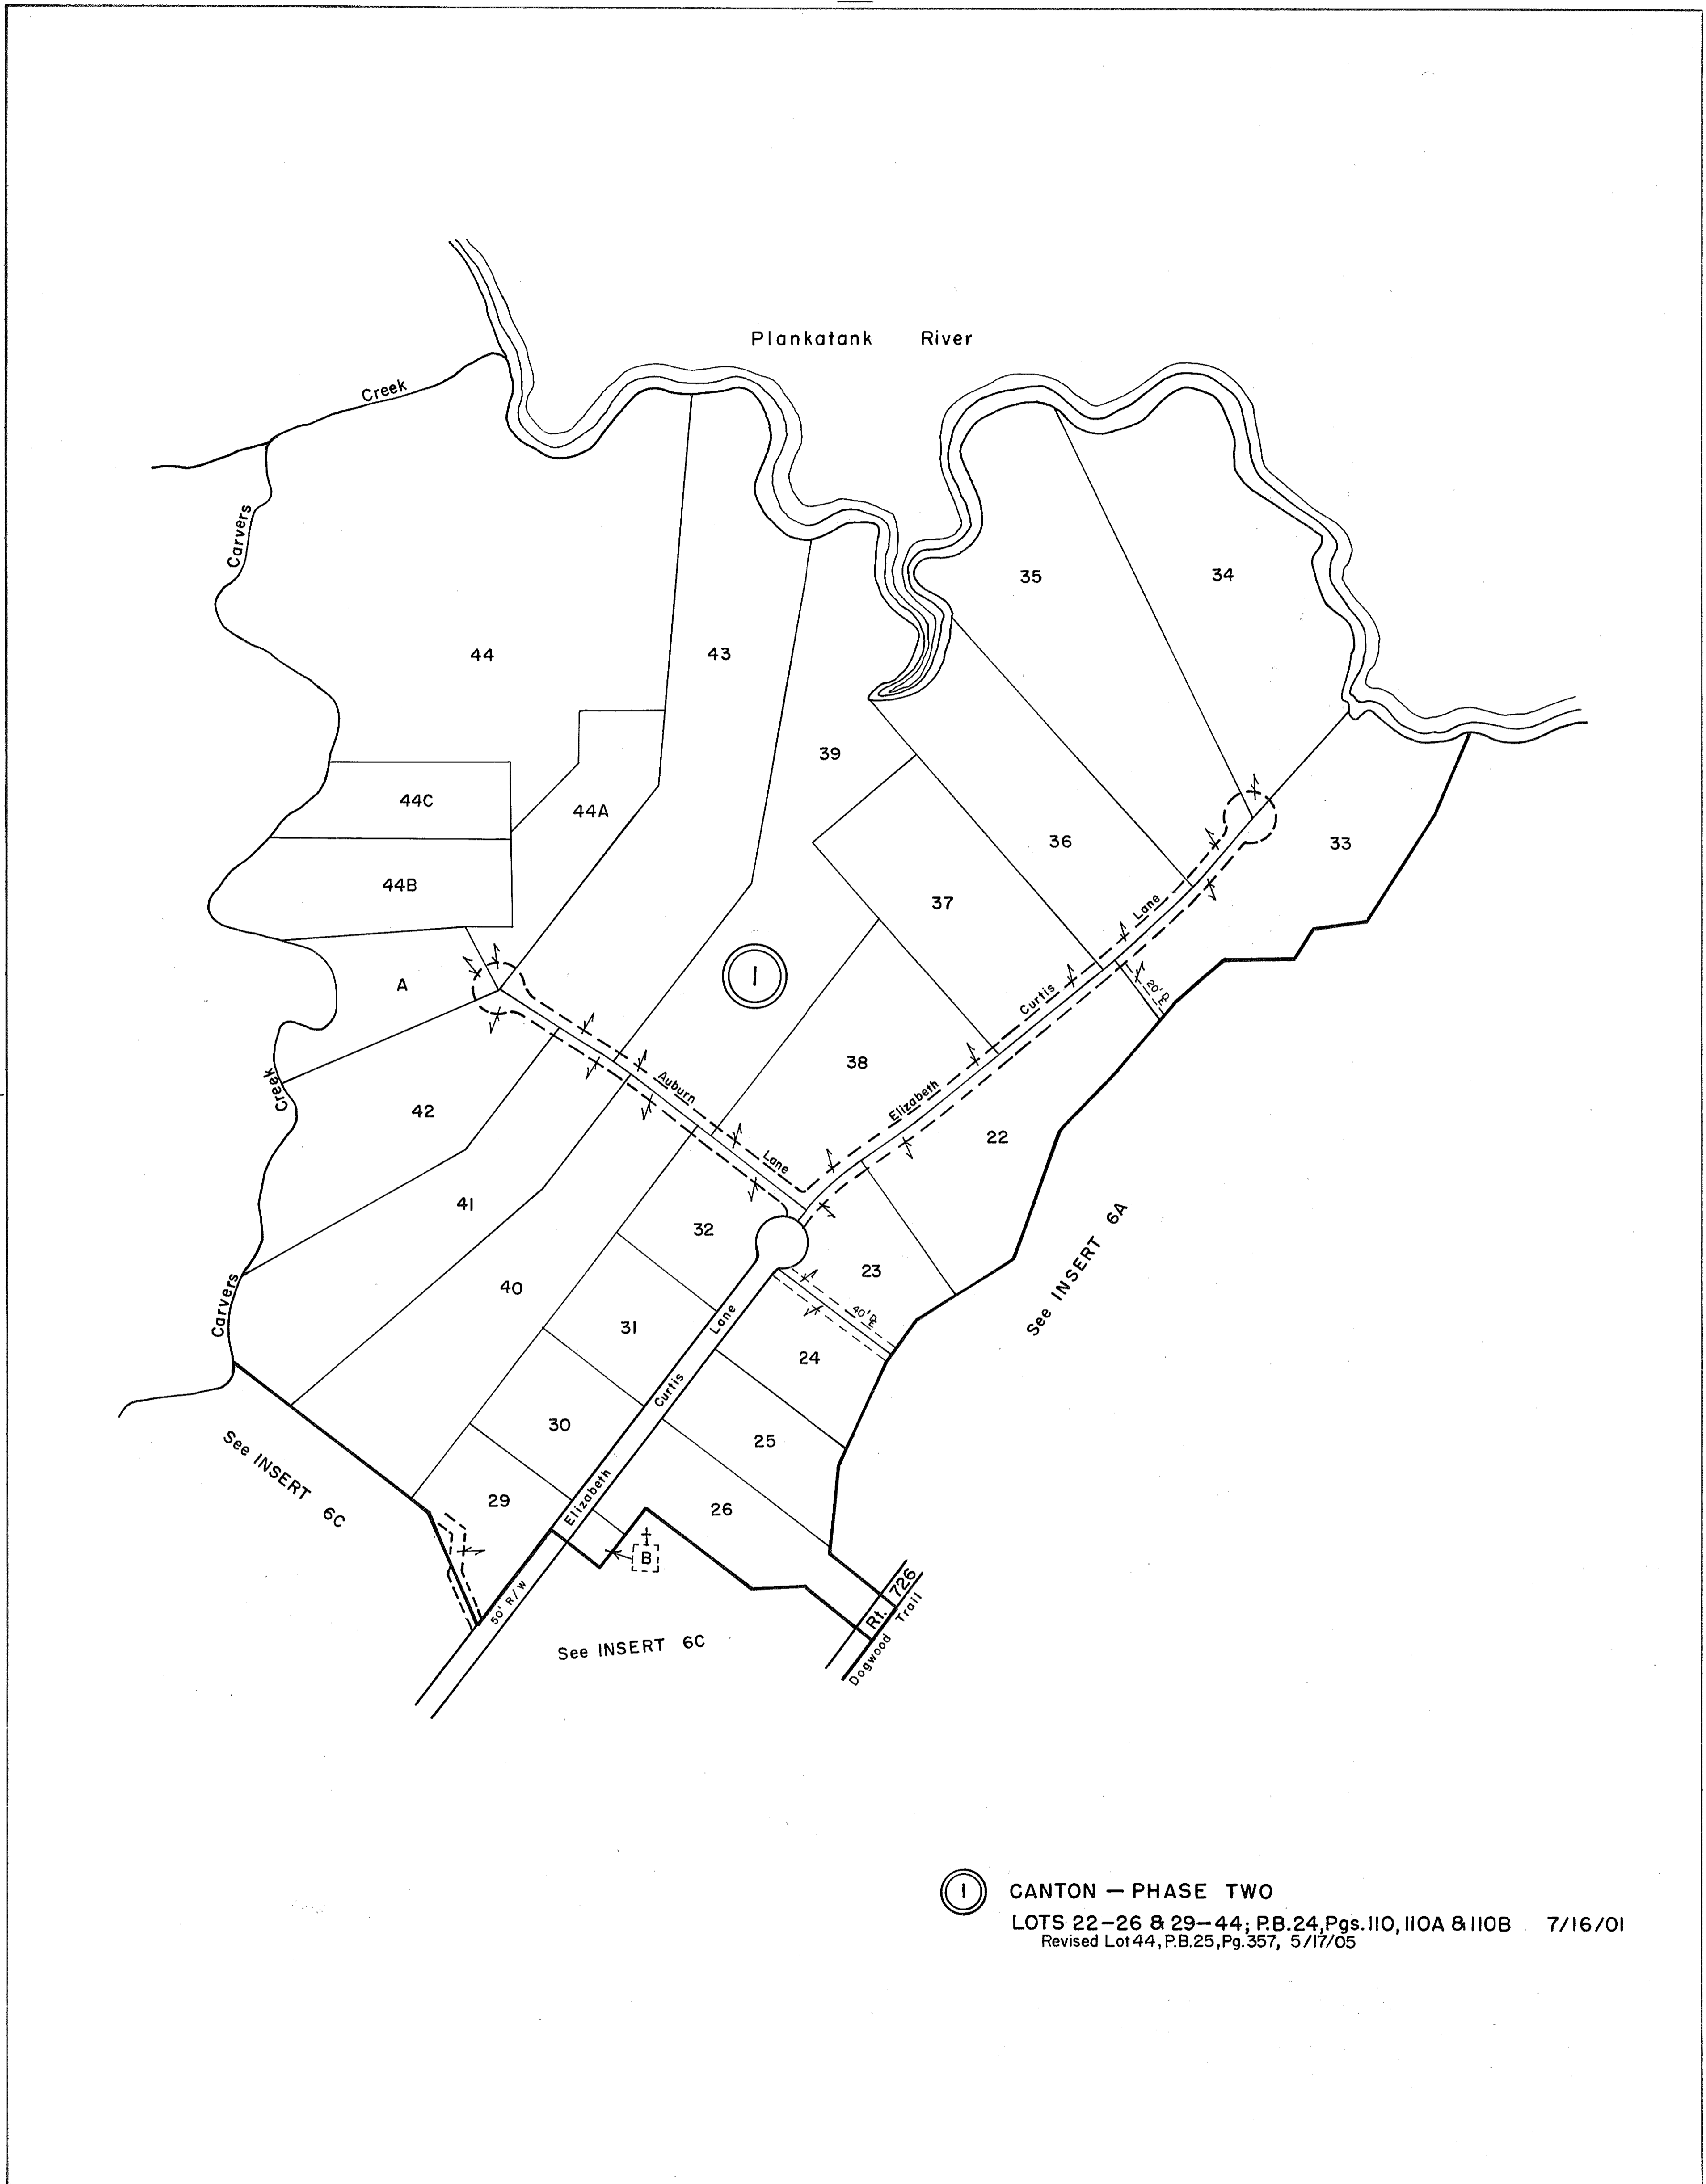 Plankatank River
Creek
Carvers
35
34
44
43
39
44C
44A
36
33
44B
37
Lane
1
A
20' D.E.
Curtis
38
Auburn
Creek
Elizabeth
42
22
Lane
41
32
See INSERT 6A
23
40
Carvers
40' D.E.
31
Lane
24
Curtis
30
25
See INSERT 6C
Elizabeth
29
26
B
50' R/W
Rt. 726
Dogwood Trail
See INSERT 6C
1 CANTON — PHASE TWO
LOTS 22-26 & 29-44; P.B.24, Pgs.110, 110A & 110B 7/16/01
Revised Lot 44, P.B.25, Pg.357, 5/17/05